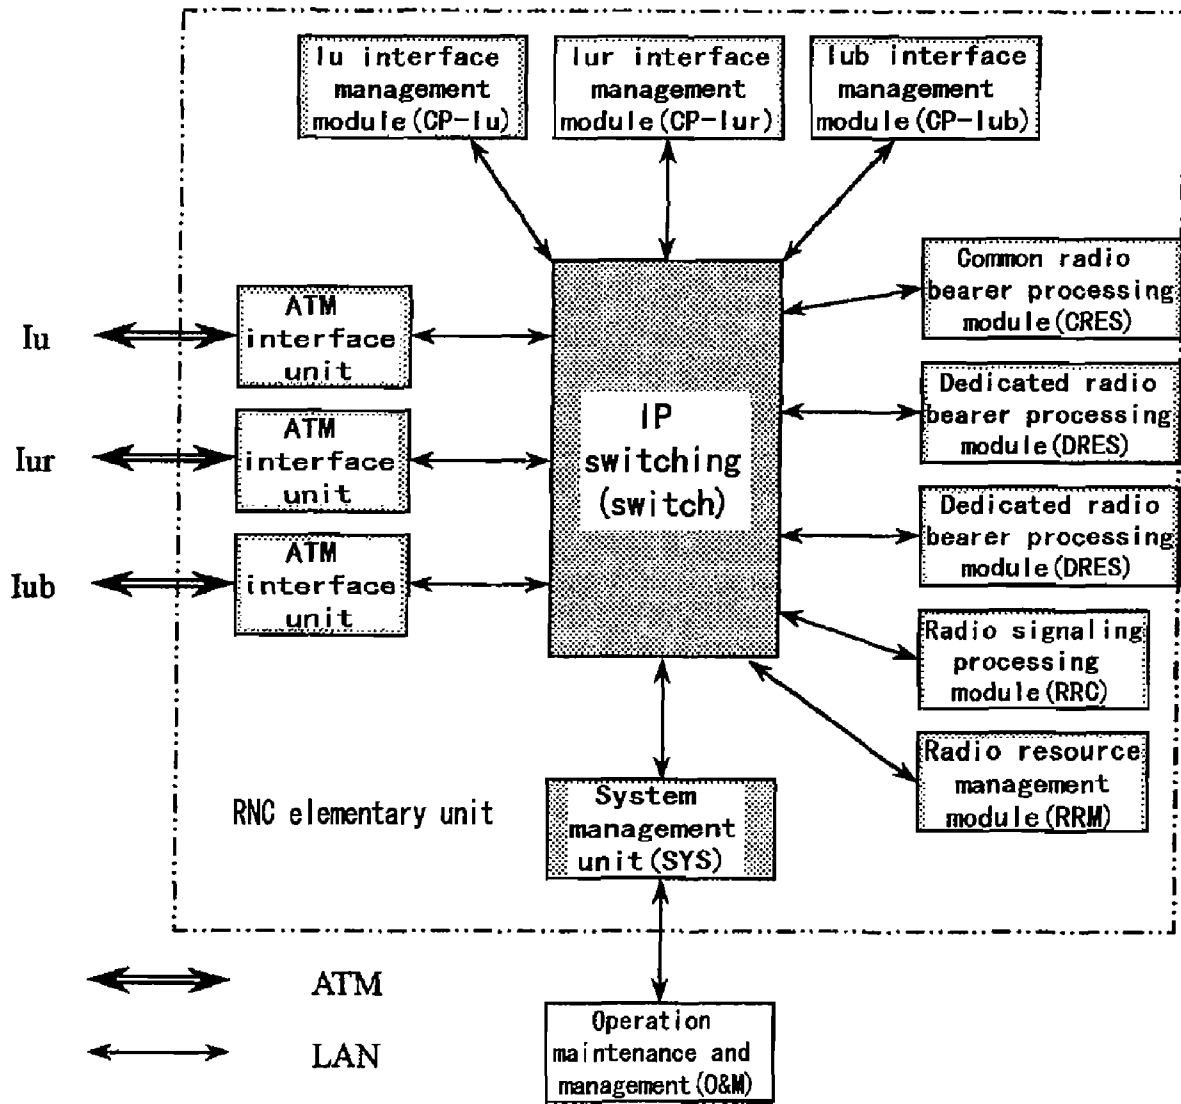 Iu interface
management
module(CP-Iu)
Iur interface
management
module(CP-Iur)
Iub interface
management
module(CP-Iub)
Iu
ATM
interface
unit
Iur
ATM
interface
unit
Iub
ATM
interface
unit
IP
switching
(switch)
Common radio
bearer processing
module(CRES)
Dedicated radio
bearer processing
module(DRES)
Dedicated radio
bearer processing
module(DRES)
Radio signaling
processing
module(RRC)
Radio resource
management
module(RRM)
RNC elementary unit
System
management
unit(SYS)
ATM
LAN
Operation
maintenance and
management(O&M)